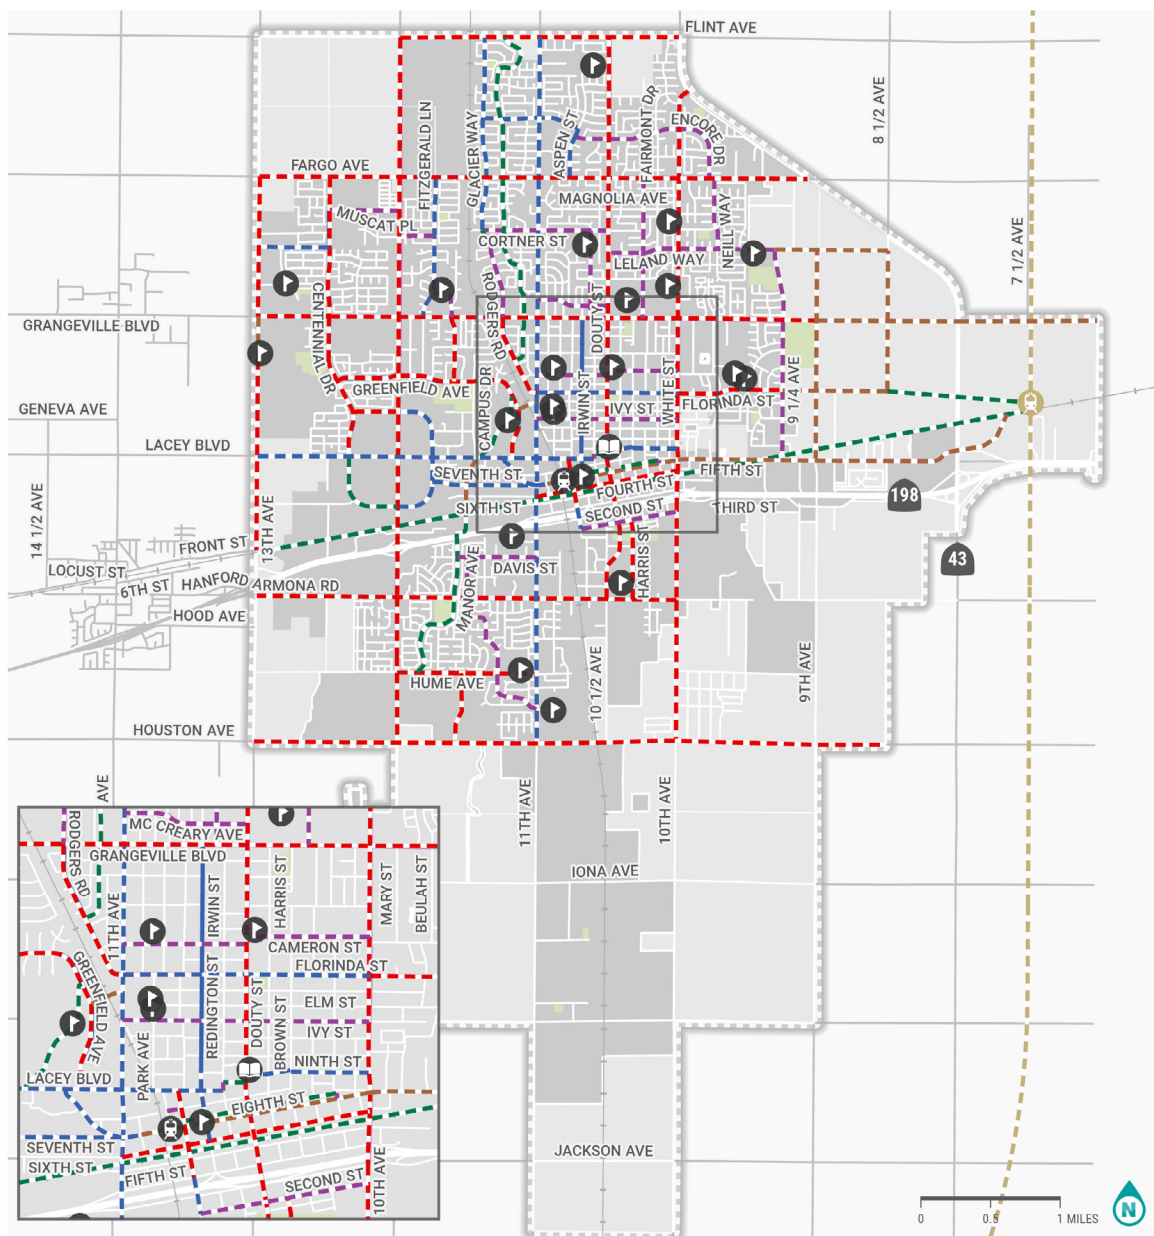 FLINT AVE
8 1/2 AVE
FITZGERALD LN
GLACIER WAY
ASPEN ST
FAIRMONT DR
ENCORE DR
FARGO AVE
MAGNOLIA AVE
MUSCAT PL
CORTNER ST
LELAND WAY
NEILL WAY
7 1/2 AVE
CENTENNIAL DR
RODGERS RD
DOUTY ST
GRANGEVILLE BLVD
GREENFIELD AVE
CAMPUS DR
IRWIN ST
WHITE ST
9 1/4 AVE
GENEVA AVE
IVY ST
FLORINDA ST
LACEY BLVD
SEVENTH ST
FIFTH ST
FOURTH ST
198
14 1/2 AVE
13TH AVE
SIXTH ST
SECOND ST
THIRD ST
FRONT ST
LOCUST ST
6TH ST
HANFORD ARMONA RD
DAVIS ST
MANOR AVE
HARRIS ST
43
HOOD AVE
HUME AVE
10 1/2 AVE
9TH AVE
HOUSTON AVE
AVE
11TH AVE
10TH AVE
IONA AVE
JACKSON AVE
RODGERS RD
MC CREARY AVE
GRANGEVILLE BLVD
11TH AVE
IRWIN ST
HARRIS ST
MARY ST
BEULAH ST
CAMERON ST
FLORINDA ST
GREENFIELD AVE
REDINGTON ST
DOUTY ST
BROWN ST
ELM ST
IVY ST
PARK AVE
NINTH ST
LACEY BLVD
EIGHTH ST
SEVENTH ST
SIXTH ST
FIFTH ST
SECOND ST
10TH AVE
0 0.5 1 MILES
N